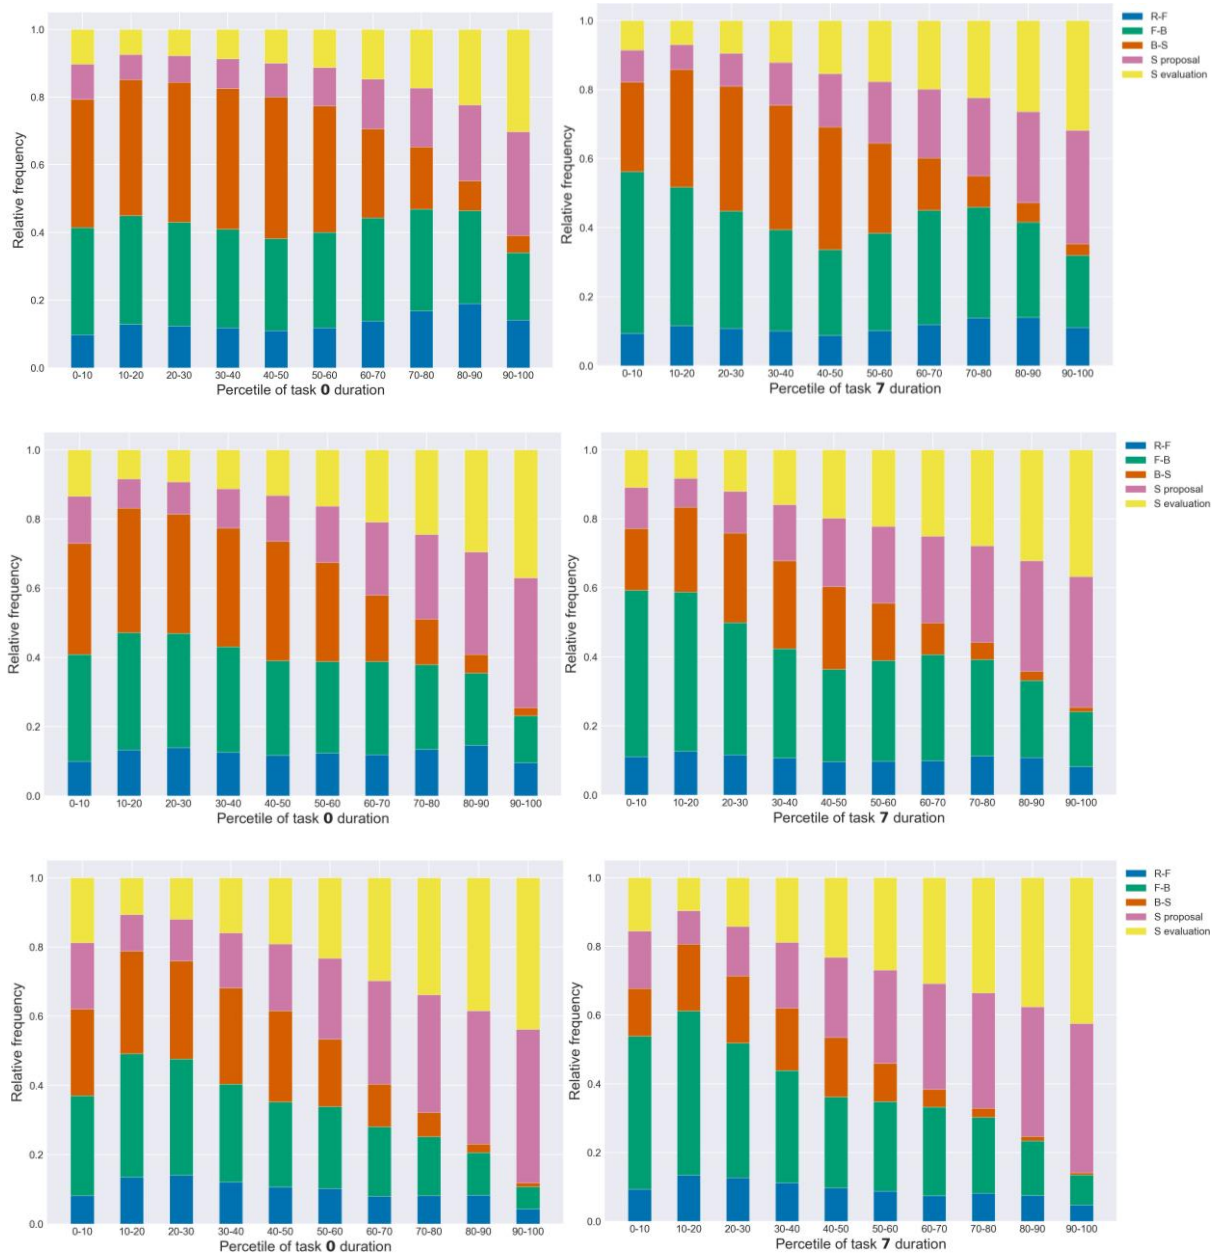 1.0
0.8
0.6
0.4
0.2
0.0
Relative frequency
0-10 10-20 20-30 30-40 40-50 50-60 60-70 70-80 80-90 90-100
Percetile of task 0 duration
1.0
0.8
0.6
0.4
0.2
0.0
Relative frequency
0-10 10-20 20-30 30-40 40-50 50-60 60-70 70-80 80-90 90-100
Percetile of task 7 duration
R-F
F-B
B-S
S proposal
S evaluation
1.0
0.8
0.6
0.4
0.2
0.0
Relative frequency
0-10 10-20 20-30 30-40 40-50 50-60 60-70 70-80 80-90 90-100
Percetile of task 0 duration
1.0
0.8
0.6
0.4
0.2
0.0
Relative frequency
0-10 10-20 20-30 30-40 40-50 50-60 60-70 70-80 80-90 90-100
Percetile of task 7 duration
R-F
F-B
B-S
S proposal
S evaluation
1.0
0.8
0.6
0.4
0.2
0.0
Relative frequency
0-10 10-20 20-30 30-40 40-50 50-60 60-70 70-80 80-90 90-100
Percetile of task 0 duration
1.0
0.8
0.6
0.4
0.2
0.0
Relative frequency
0-10 10-20 20-30 30-40 40-50 50-60 60-70 70-80 80-90 90-100
Percetile of task 7 duration
R-F
F-B
B-S
S proposal
S evaluation